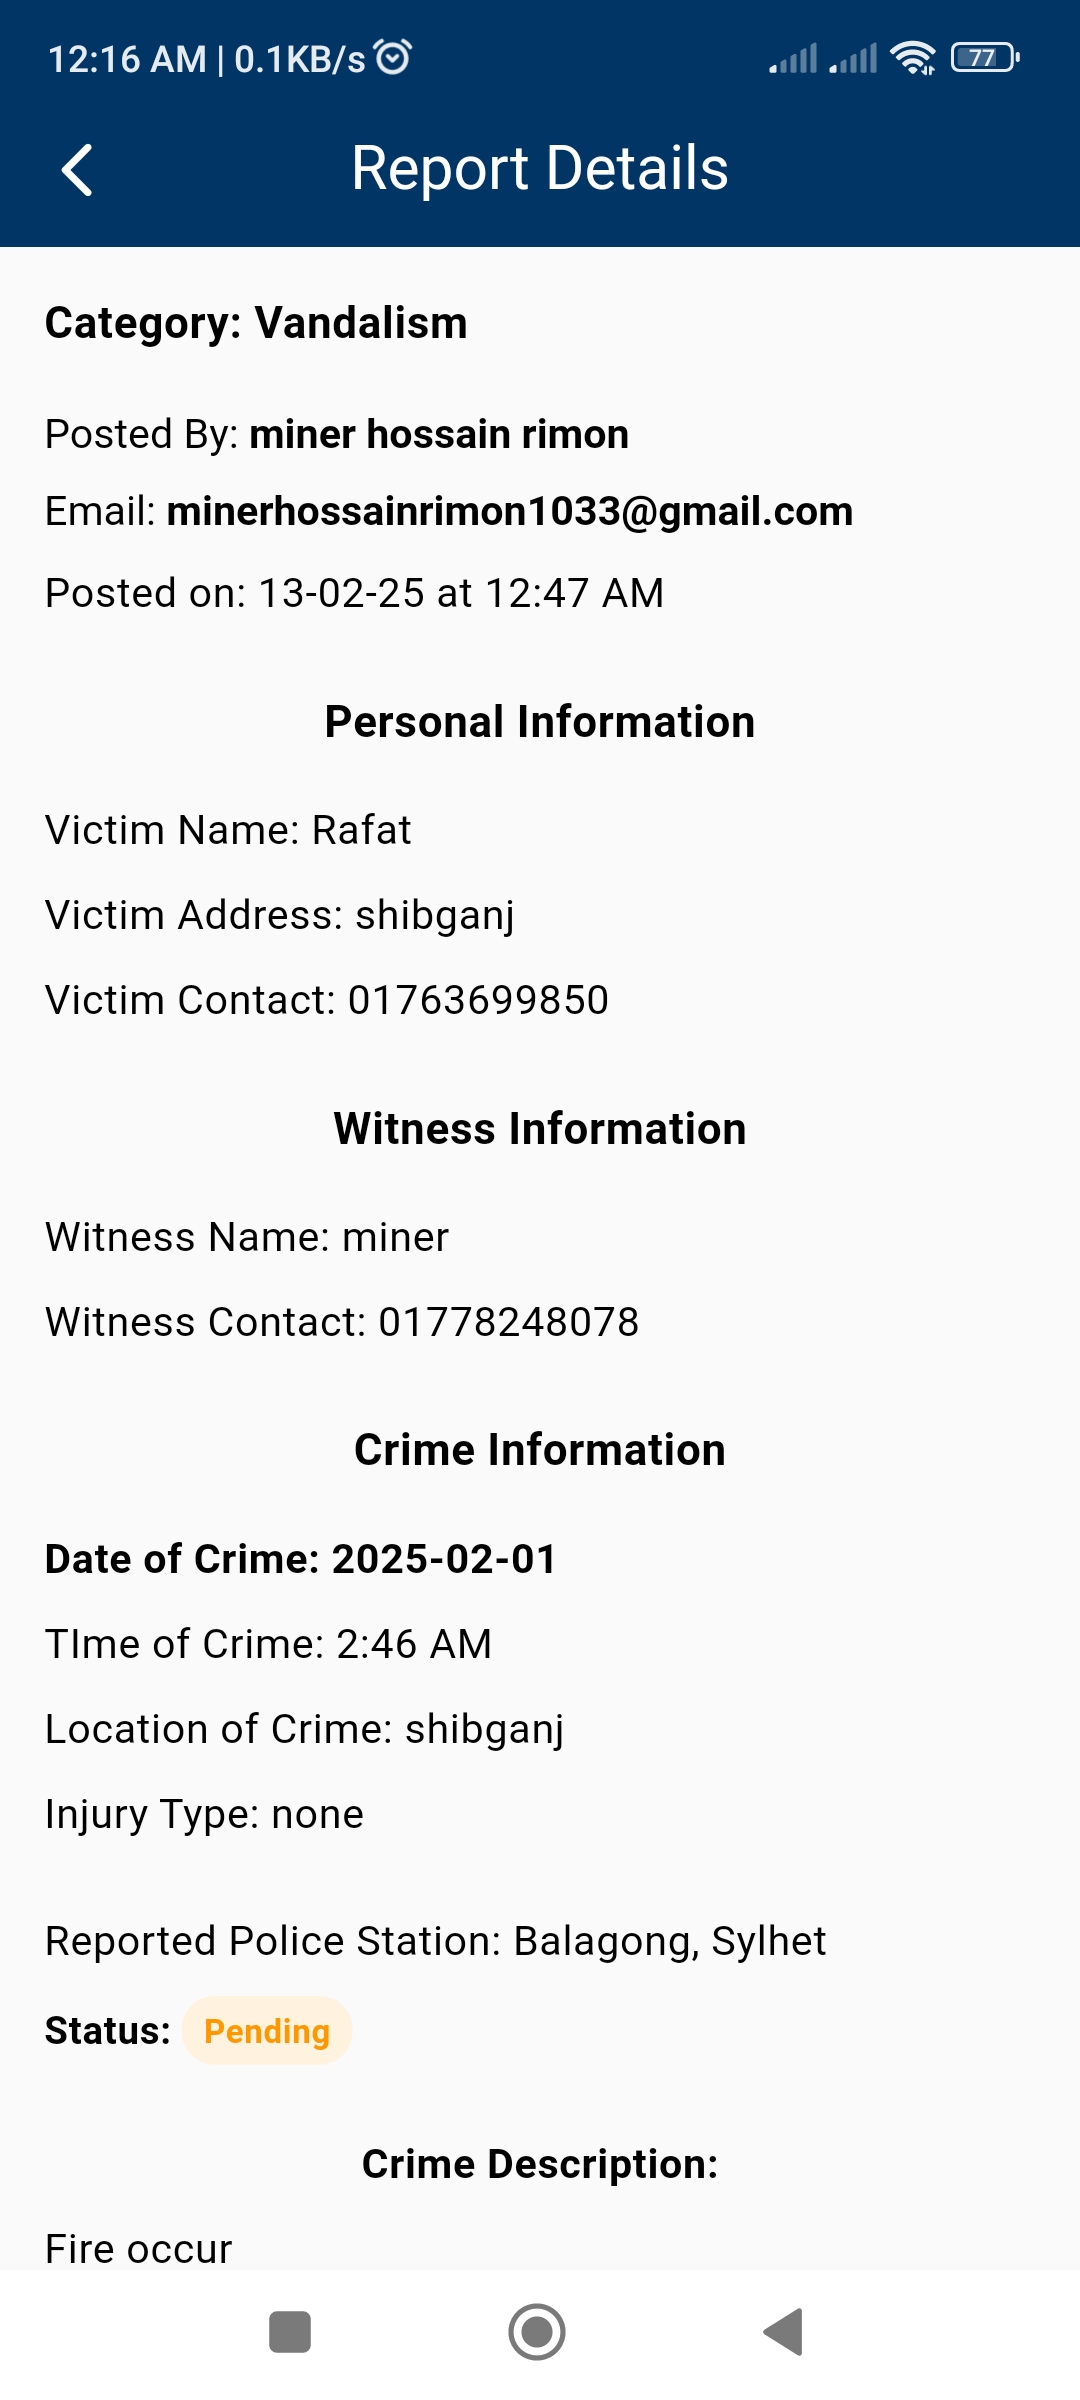 12:16 AM | 0.1KB/s
77
Report Details
Category: Vandalism
Posted By: miner hossain rimon
Email: minerhossainrimon1033@gmail.com
Posted on: 13-02-25 at 12:47 AM
Personal Information
Victim Name: Rafat
Victim Address: shibganj
Victim Contact: 01763699850
Witness Information
Witness Name: miner
Witness Contact: 01778248078
Crime Information
Date of Crime: 2025-02-01
TIme of Crime: 2:46 AM
Location of Crime: shibganj
Injury Type: none
Reported Police Station: Balagong, Sylhet
Status: Pending
Crime Description:
Fire occur